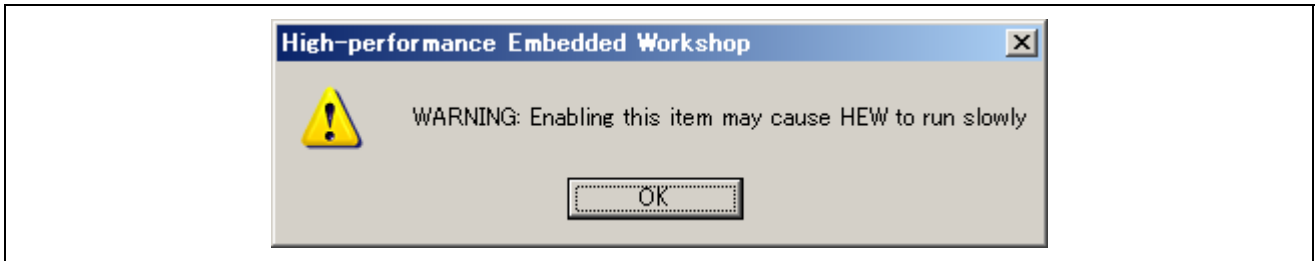 High-performance Embedded Workshop
WARNING: Enabling this item may cause HEW to run slowly
OK